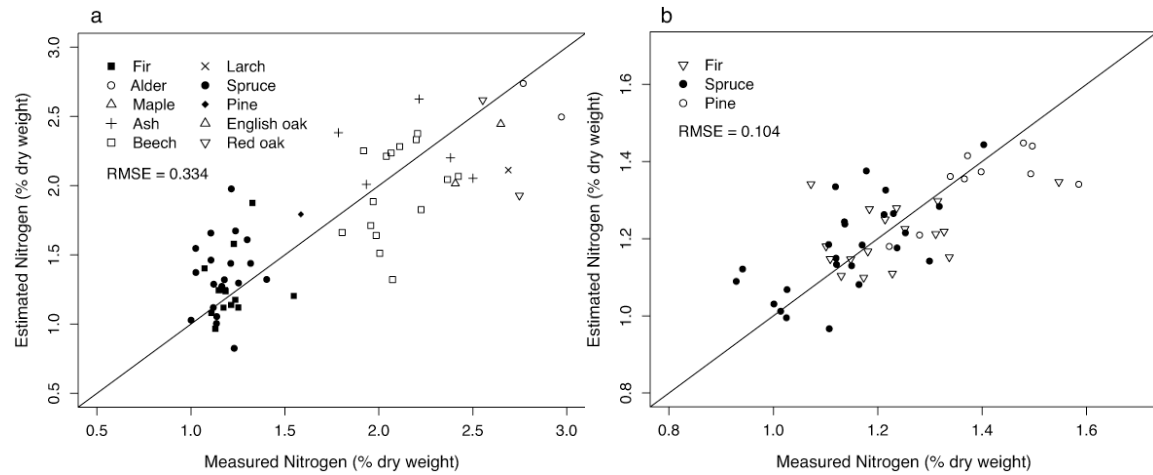 a
3.0
2.5
2.0
1.5
1.0
0.5
Estimated Nitrogen (% dry weight)
Fir
Alder
Maple
Ash
Beech
Larch
Spruce
Pine
English oak
Red oak
RMSE = 0.334
0.5 1.0 1.5 2.0 2.5 3.0
Measured Nitrogen (% dry weight)
b
1.6
1.4
1.2
1.0
0.8
Estimated Nitrogen (% dry weight)
Fir
Spruce
Pine
RMSE = 0.104
0.8 1.0 1.2 1.4 1.6
Measured Nitrogen (% dry weight)